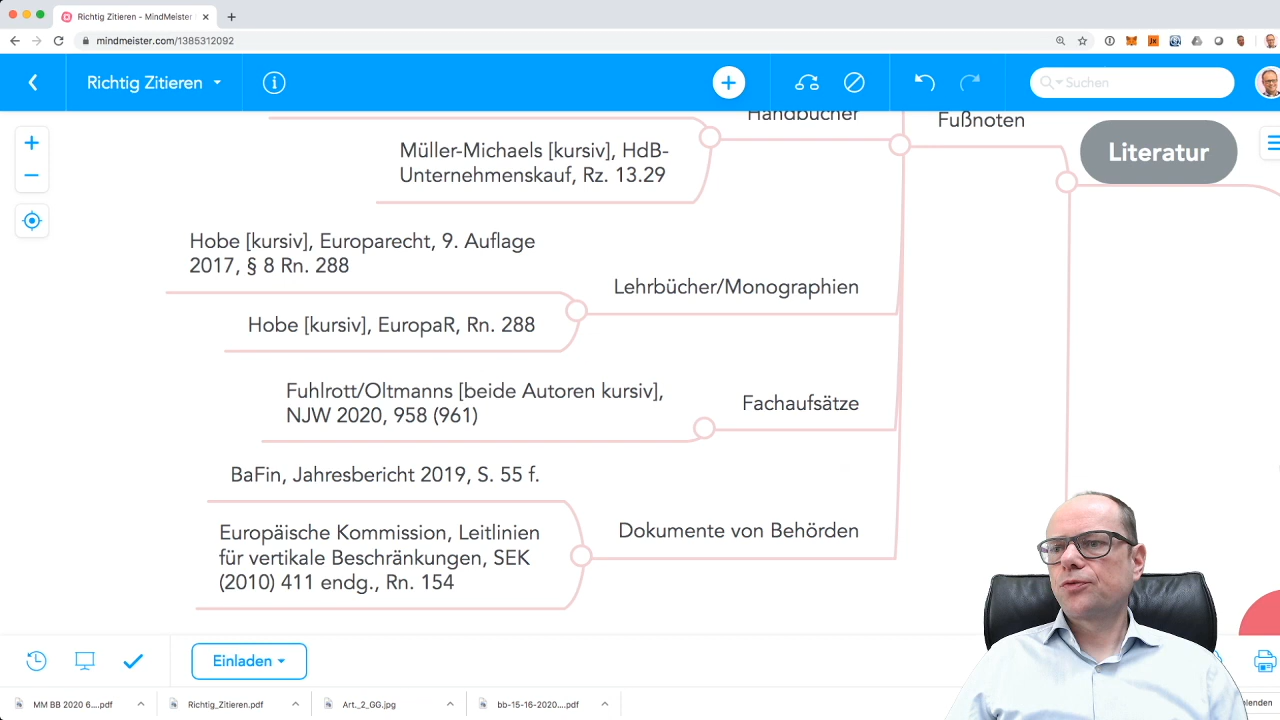 Richtig Zitieren - MindMeister
mindmeister.com/1385312092
Richtig Zitieren
Suchen
Handbücher
Fußnoten
Literatur
Müller-Michaels [kursiv], HdB-
Unternehmenskauf, Rz. 13.29
Hobe [kursiv], Europarecht, 9. Auflage
2017, § 8 Rn. 288
Lehrbücher/Monographien
Hobe [kursiv], EuropaR, Rn. 288
Fuhlrott/Oltmanns [beide Autoren kursiv],
NJW 2020, 958 (961)
Fachaufsätze
BaFin, Jahresbericht 2019, S. 55 f.
Europäische Kommission, Leitlinien
für vertikale Beschränkungen, SEK
(2010) 411 endg., Rn. 154
Dokumente von Behörden
Einladen
MM BB 2020 6....pdf
Richtig_Zitieren.pdf
Art._2_GG.jpg
bb-15-16-2020....pdf